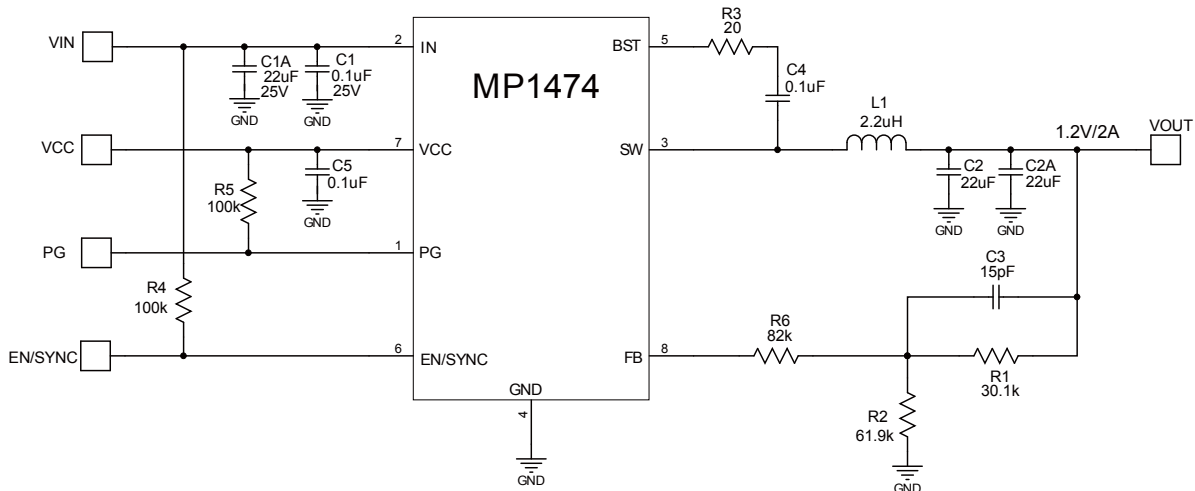 VIN
2
IN
C1A
22uF
25V
GND
C1
0.1uF
25V
GND
VCC
7
VCC
C5
0.1uF
GND
R5
100k
PG
1
PG
R4
100k
EN/SYNC
6
EN/SYNC
MP1474
GND
4
GND
BST
5
R3
20
C4
0.1uF
SW
3
L1
2.2uH
1.2V/2A
VOUT
C2
22uF
GND
C2A
22uF
GND
C3
15pF
FB
8
R6
82k
R1
30.1k
R2
61.9k
GND